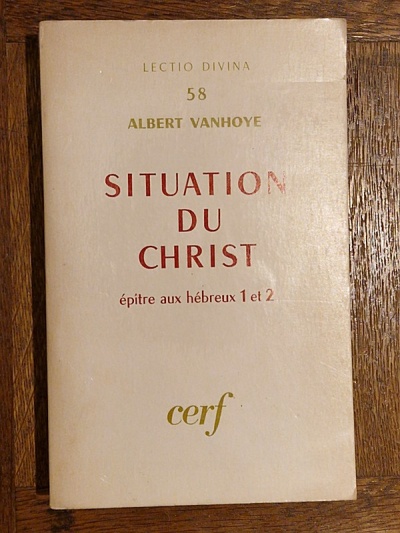 LECTIO DIVINA
58
ALBERT VANHOYE
SITUATION
DU
CHRIST
épitre aux hébreux 1 et 2
cerf